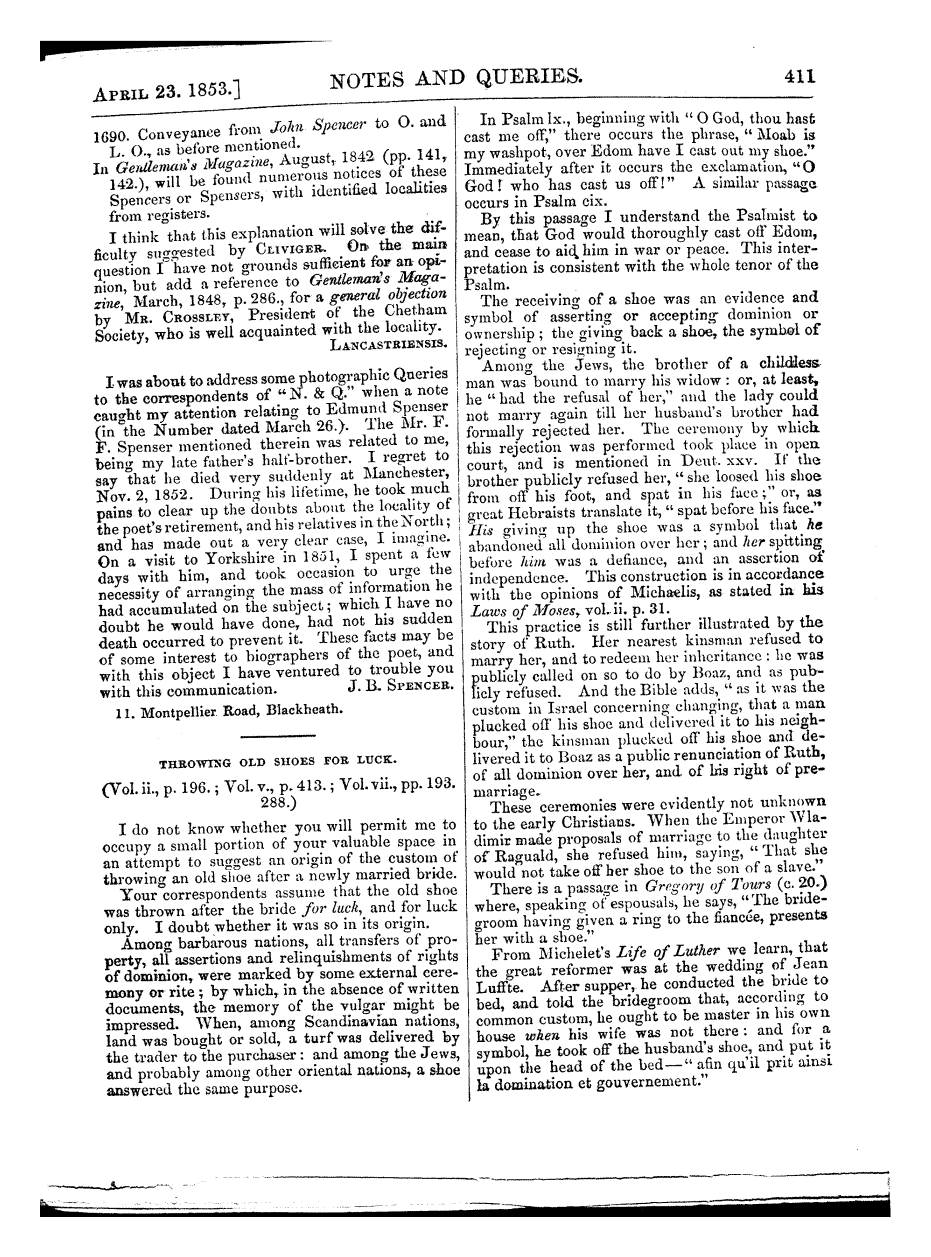 APRIL 23. 1853.]
NOTES AND QUERIES.
411
1690. Conveyance from John Spencer to O. and
L. O., as before mentioned.
In Gentleman's Magazine, August, 1842 (pp. 141,
142.), will be found numerous notices of these
Spencers or Spensers, with identified localities
from registers.
I think that this explanation will solve the dif-
ficulty suggested by CLIVIGER. On the main
question I have not grounds sufficient for an opi-
nion, but add a reference to Gentleman's Maga-
zine, March, 1848, p. 286., for a general objection
by MR. CROSSLEY, President of the Chetham
Society, who is well acquainted with the locality.
LANCASTRIENSIS.
I was about to address some photographic Queries
to the correspondents of "N. & Q." when a note
caught my attention relating to Edmund Spenser
(in the Number dated March 26.). The Mr. F.
F. Spenser mentioned therein was related to me,
being my late father's half-brother. I regret to
say that he died very suddenly at Manchester,
Nov. 2, 1852. During his lifetime, he took much
pains to clear up the doubts about the locality of
the poet's retirement, and his relatives in the North;
and has made out a very clear case, I imagine.
On a visit to Yorkshire in 1851, I spent a few
days with him, and took occasion to urge the
necessity of arranging the mass of information he
had accumulated on the subject; which I have no
doubt he would have done, had not his sudden
death occurred to prevent it. These facts may be
of some interest to biographers of the poet, and
with this object I have ventured to trouble you
with this communication. J. B. SPENCER.
11. Montpellier Road, Blackheath.
THROWING OLD SHOES FOR LUCK.
(Vol. ii., p. 196.; Vol. v., p. 413.; Vol. vii., pp. 193.
288.)
I do not know whether you will permit me to
occupy a small portion of your valuable space in
an attempt to suggest an origin of the custom of
throwing an old shoe after a newly married bride.
Your correspondents assume that the old shoe
was thrown after the bride for luck, and for luck
only. I doubt whether it was so in its origin.
Among barbarous nations, all transfers of pro-
perty, all assertions and relinquishments of rights
of dominion, were marked by some external cere-
mony or rite; by which, in the absence of written
documents, the memory of the vulgar might be
impressed. When, among Scandinavian nations,
land was bought or sold, a turf was delivered by
the trader to the purchaser: and among the Jews,
and probably among other oriental nations, a shoe
answered the same purpose.
In Psalm lx., beginning with "O God, thou hast
cast me off," there occurs the phrase, "Moab is
my washpot, over Edom have I cast out my shoe."
Immediately after it occurs the exclamation, "O
God! who has cast us off!" A similar passage
occurs in Psalm cix.
By this passage I understand the Psalmist to
mean, that God would thoroughly cast off Edom,
and cease to aid him in war or peace. This inter-
pretation is consistent with the whole tenor of the
Psalm.
The receiving of a shoe was an evidence and
symbol of asserting or accepting dominion or
ownership; the giving back a shoe, the symbol of
rejecting or resigning it.
Among the Jews, the brother of a childless
man was bound to marry his widow: or, at least,
he "had the refusal of her," and the lady could
not marry again till her husband's brother had
formally rejected her. The ceremony by which
this rejection was performed took place in open
court, and is mentioned in Deut. xxv. If the
brother publicly refused her, "she loosed his shoe
from off his foot, and spat in his face;" or, as
great Hebraists translate it, "spat before his face."
His giving up the shoe was a symbol that he
abandoned all dominion over her; and her spitting
before him was a defiance, and an assertion of
independence. This construction is in accordance
with the opinions of Michaelis, as stated in his
Laws of Moses, vol. ii. p. 31.
This practice is still further illustrated by the
story of Ruth. Her nearest kinsman refused to
marry her, and to redeem her inheritance: he was
publicly called on so to do by Boaz, and as pub-
licly refused. And the Bible adds, "as it was the
custom in Israel concerning changing, that a man
plucked off his shoe and delivered it to his neigh-
bour," the kinsman plucked off his shoe and de-
livered it to Boaz as a public renunciation of Ruth,
of all dominion over her, and of his right of pre-
marriage.
These ceremonies were evidently not unknown
to the early Christians. When the Emperor Wla-
dimir made proposals of marriage to the daughter
of Raguald, she refused him, saying, "That she
would not take off her shoe to the son of a slave."
There is a passage in Gregory of Tours (c. 20.)
where, speaking of espousals, he says, "The bride-
groom having given a ring to the fiancée, presents
her with a shoe."
From Michelet's Life of Luther we learn, that
the great reformer was at the wedding of Jean
Luffte. After supper, he conducted the bride to
bed, and told the bridegroom that, according to
common custom, he ought to be master in his own
house when his wife was not there: and for a
symbol, he took off the husband's shoe, and put it
upon the head of the bed—"afin qu'il prit ainsi
la domination et gouvernement."